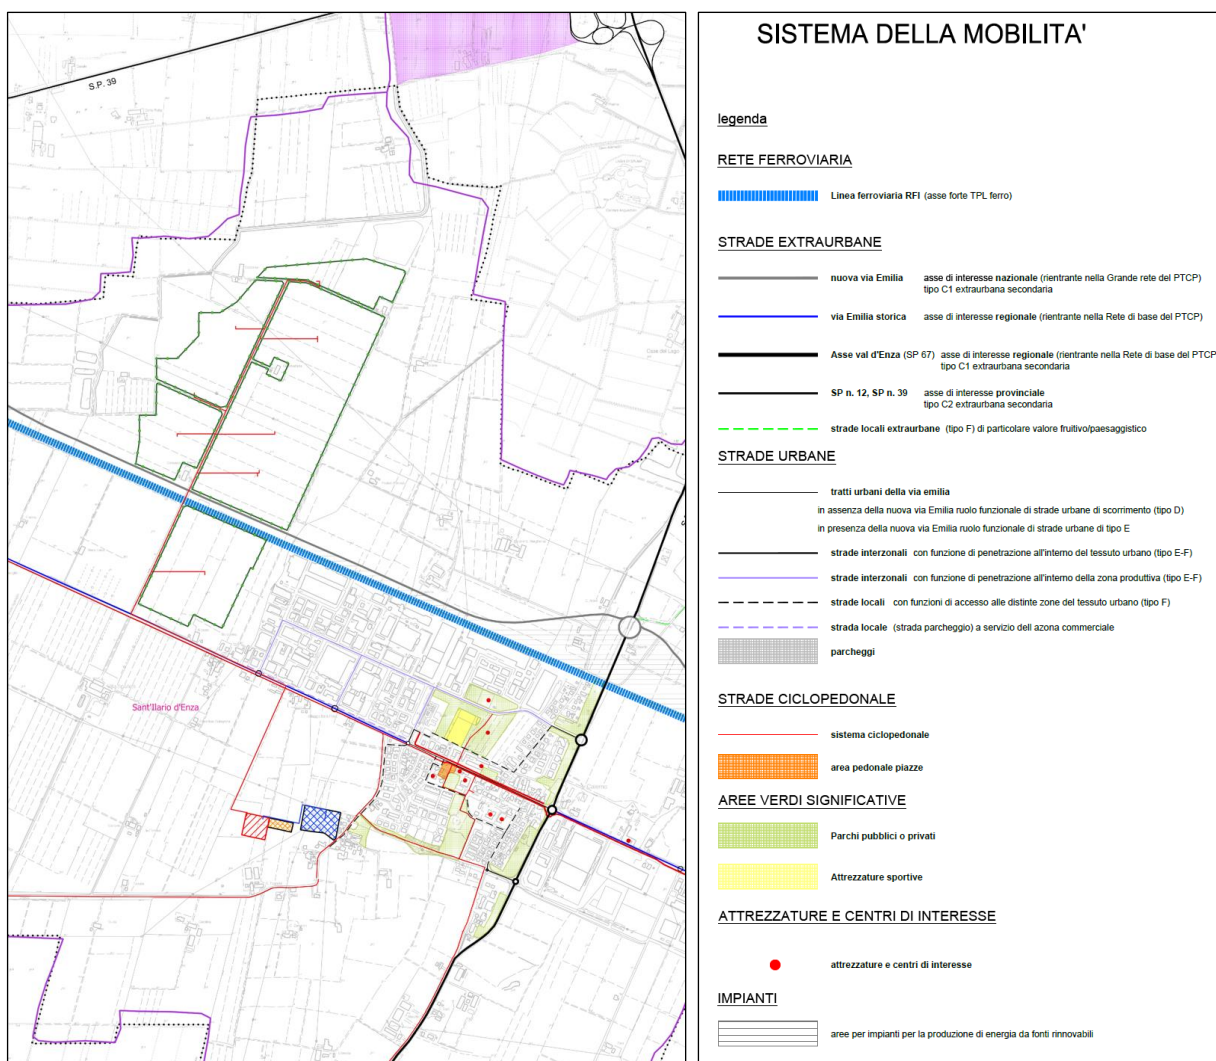 S.P. 39
Sant'Ilario d'Enza
SISTEMA DELLA MOBILITA'
legenda
RETE FERROVIARIA
Linea ferroviaria RFI (asse forte TPL ferro)
STRADE EXTRAURBANE
nuova via Emilia asse di interesse nazionale (rientrante nella Grande rete del PTCP)
tipo C1 extraurbana secondaria
via Emilia storica asse di interesse regionale (rientrante nella Rete di base del PTCP)
Asse val d'Enza (SP 67) asse di interesse regionale (rientrante nella Rete di base del PTCP
tipo C1 extraurbana secondaria
SP n. 12, SP n. 39 asse di interesse provinciale
tipo C2 extraurbana secondaria
strade locali extraurbane (tipo F) di particolare valore fruitivo/paesaggistico
STRADE URBANE
tratti urbani della via emilia
in assenza della nuova via Emilia ruolo funzionale di strade urbane di scorrimento (tipo D)
in presenza della nuova via Emilia ruolo funzionale di strade urbane di tipo E
strade interzonali con funzione di penetrazione all'interno del tessuto urbano (tipo E-F)
strade interzonali con funzione di penetrazione all'interno della zona produttiva (tipo E-F)
strade locali con funzioni di accesso alle distinte zone del tessuto urbano (tipo F)
strada locale (strada parcheggio) a servizio dell azona commerciale
parcheggi
STRADE CICLOPEDONALE
sistema ciclopedonale
area pedonale piazze
AREE VERDI SIGNIFICATIVE
Parchi pubblici o privati
Attrezzature sportive
ATTREZZATURE E CENTRI DI INTERESSE
attrezzature e centri di interesse
IMPIANTI
aree per impianti per la produzione di energia da fonti rinnovabili